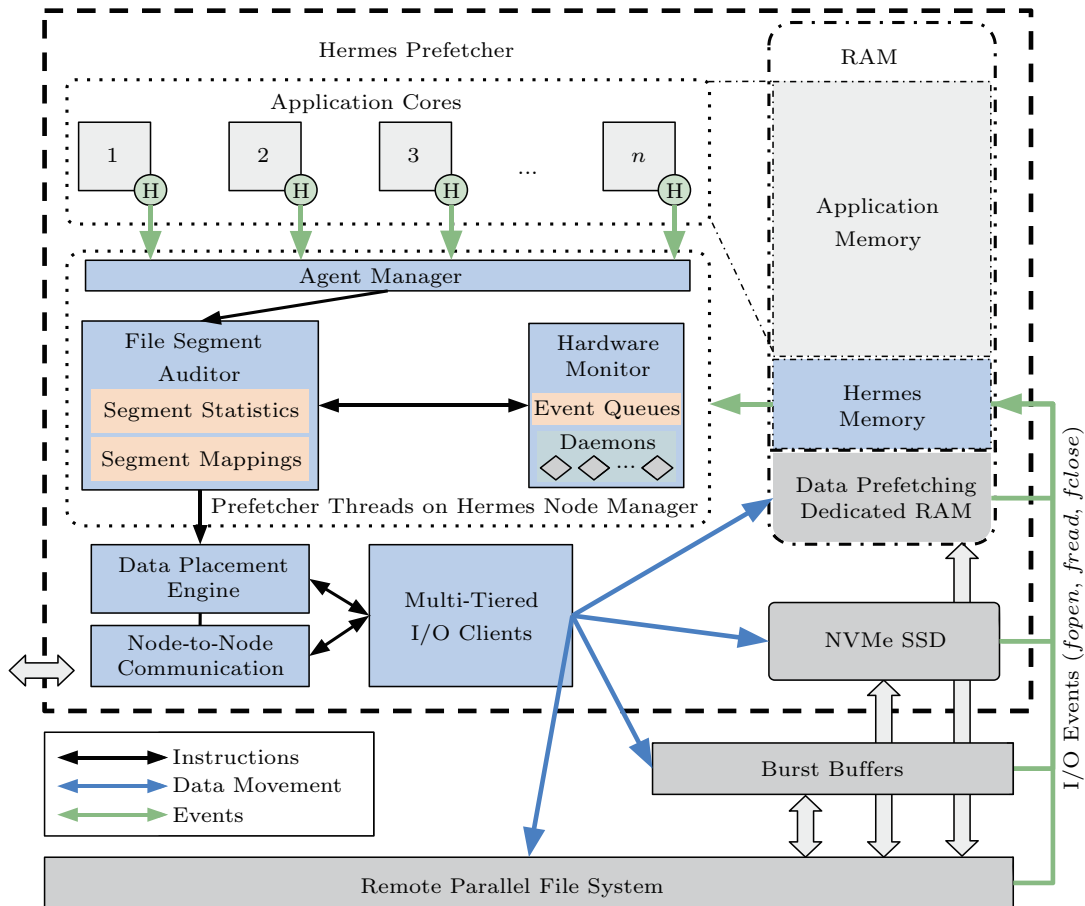 Hermes Prefetcher
RAM
Application Cores
1
2
3
...
n
H
H
H
H
Application
Memory
Agent Manager
File Segment
Auditor
Segment Statistics
Segment Mappings
Hardware
Monitor
Event Queues
Daemons
...
Hermes
Memory
Prefetcher Threads on Hermes Node Manager
Data Prefetching
Dedicated RAM
Data Placement
Engine
Node-to-Node
Communication
Multi-Tiered
I/O Clients
NVMe SSD
Burst Buffers
Remote Parallel File System
I/O Events (fopen, fread, fclose)
Instructions
Data Movement
Events